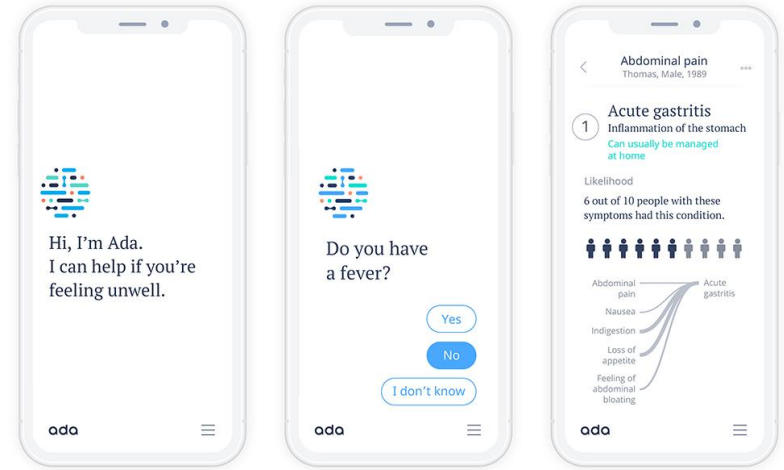 Hi, I'm Ada.
I can help if you're
feeling unwell.
ada
Do you have
a fever?
Yes
No
I don't know
ada
Abdominal pain
Thomas, Male, 1989
1
Acute gastritis
Inflammation of the stomach
Can usually be managed
at home
Likelihood
6 out of 10 people with these
symptoms had this condition.
Abdominal
pain
Nausea
Indigestion
Loss of
appetite
Feeling of
abdominal
bloating
Acute
gastritis
ada